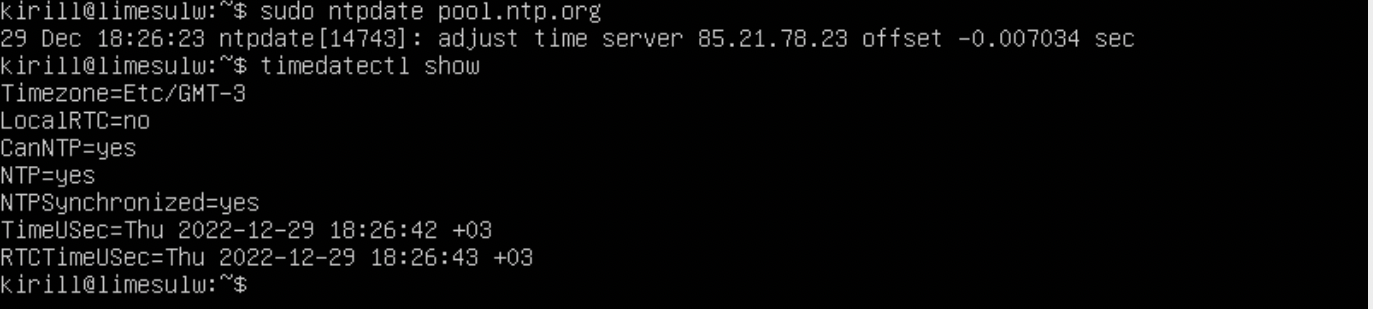 kirill@limesulw:~$ sudo ntpdate pool.ntp.org
29 Dec 18:26:23 ntpdate[14743]: adjust time server 85.21.78.23 offset -0.007034 sec
kirill@limesulw:~$ timedatectl show
Timezone=Etc/GMT-3
LocalRTC=no
CanNTP=yes
NTP=yes
NTPSynchronized=yes
TimeUSec=Thu 2022-12-29 18:26:42 +03
RTCTimeUSec=Thu 2022-12-29 18:26:43 +03
kirill@limesulw:~$